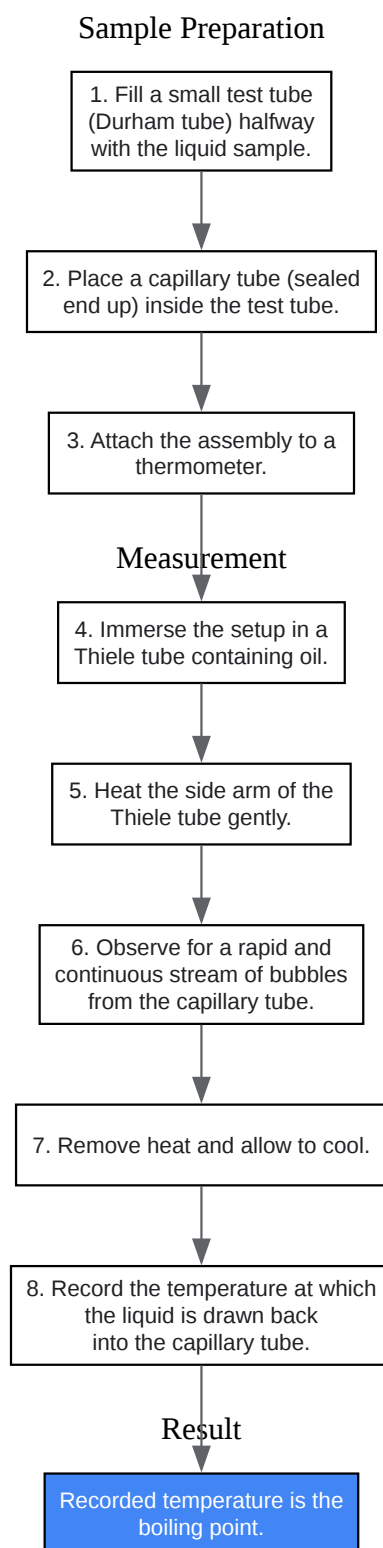 Sample Preparation
1. Fill a small test tube
(Durham tube) halfway
with the liquid sample.
2. Place a capillary tube (sealed
end up) inside the test tube.
3. Attach the assembly to a
thermometer.
Measurement
4. Immerse the setup in a
Thiele tube containing oil.
5. Heat the side arm of the
Thiele tube gently.
6. Observe for a rapid and
continuous stream of bubbles
from the capillary tube.
7. Remove heat and allow to cool.
8. Record the temperature at which
the liquid is drawn back
into the capillary tube.
Result
Recorded temperature is the
boiling point.